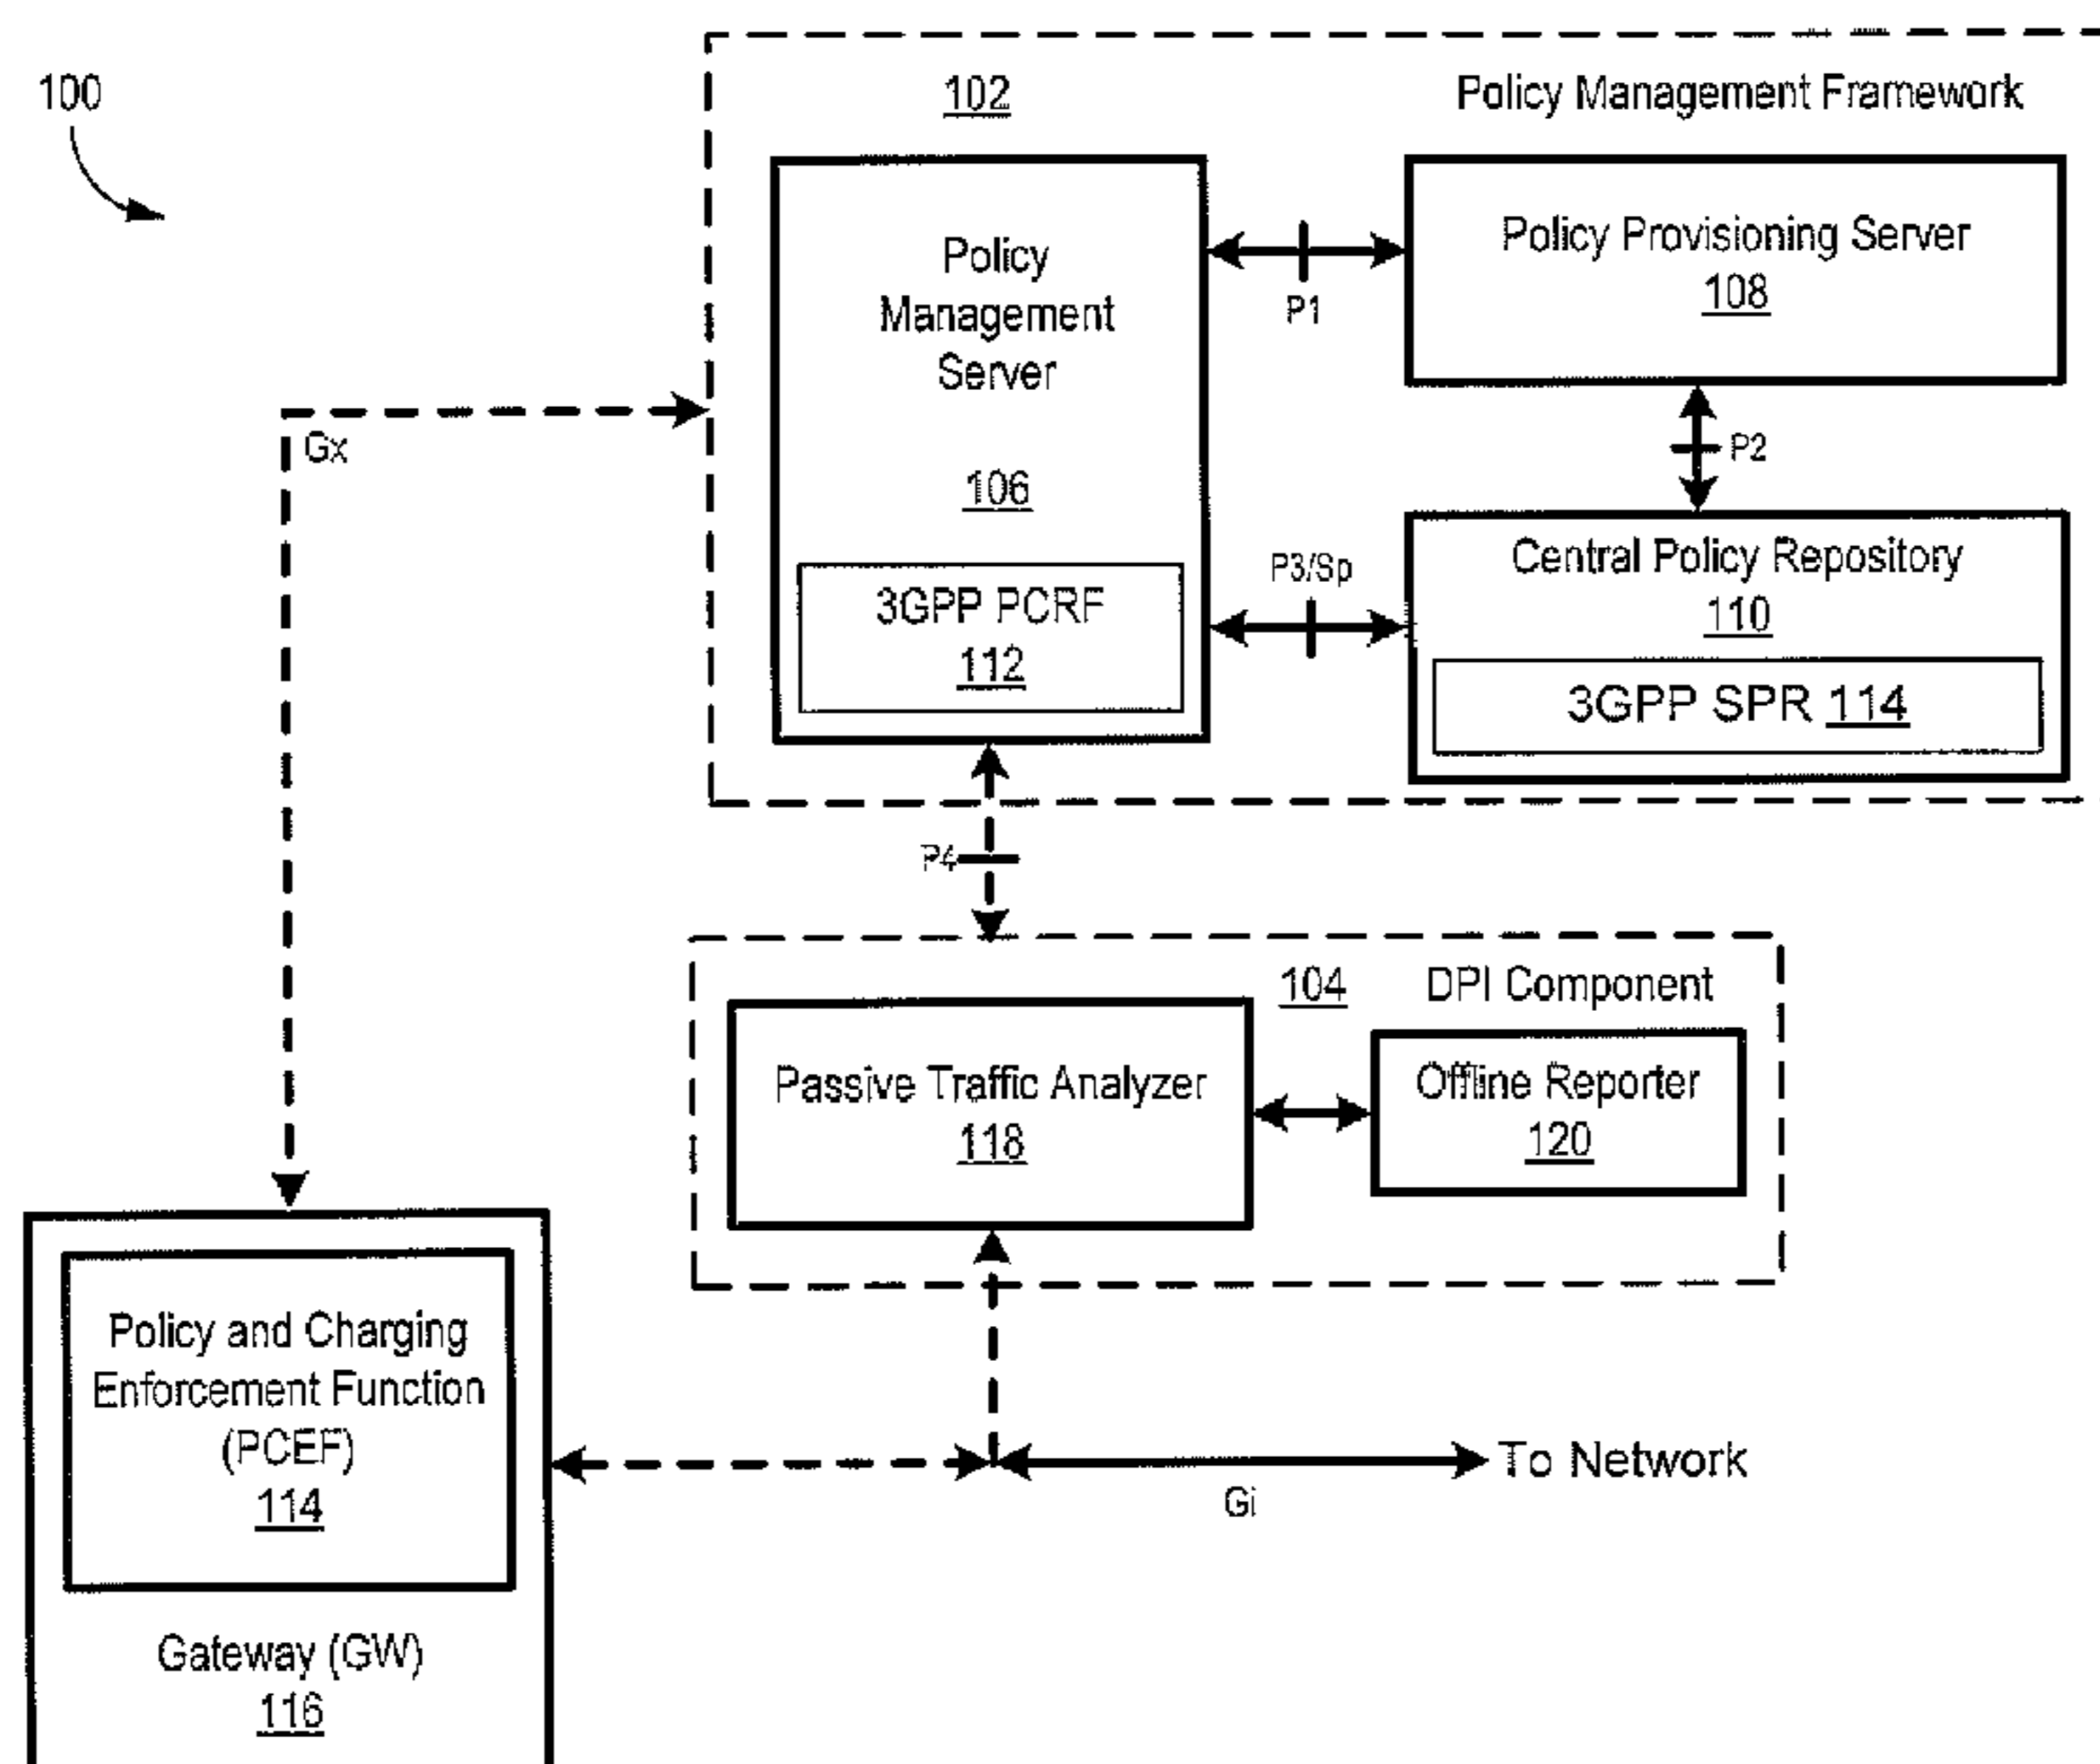 100
102
Policy Management Framework
Policy
Management
Server
106
3GPP PCRF
112
P1
Policy Provisioning Server
108
P2
Gx
P3/Sp
Central Policy Repository
110
3GPP SPR 114
P4
104
DPI Component
Passive Traffic Analyzer
118
Offline Reporter
120
Policy and Charging
Enforcement Function
(PCEF)
114
Gateway (GW)
116
To Network
Gi